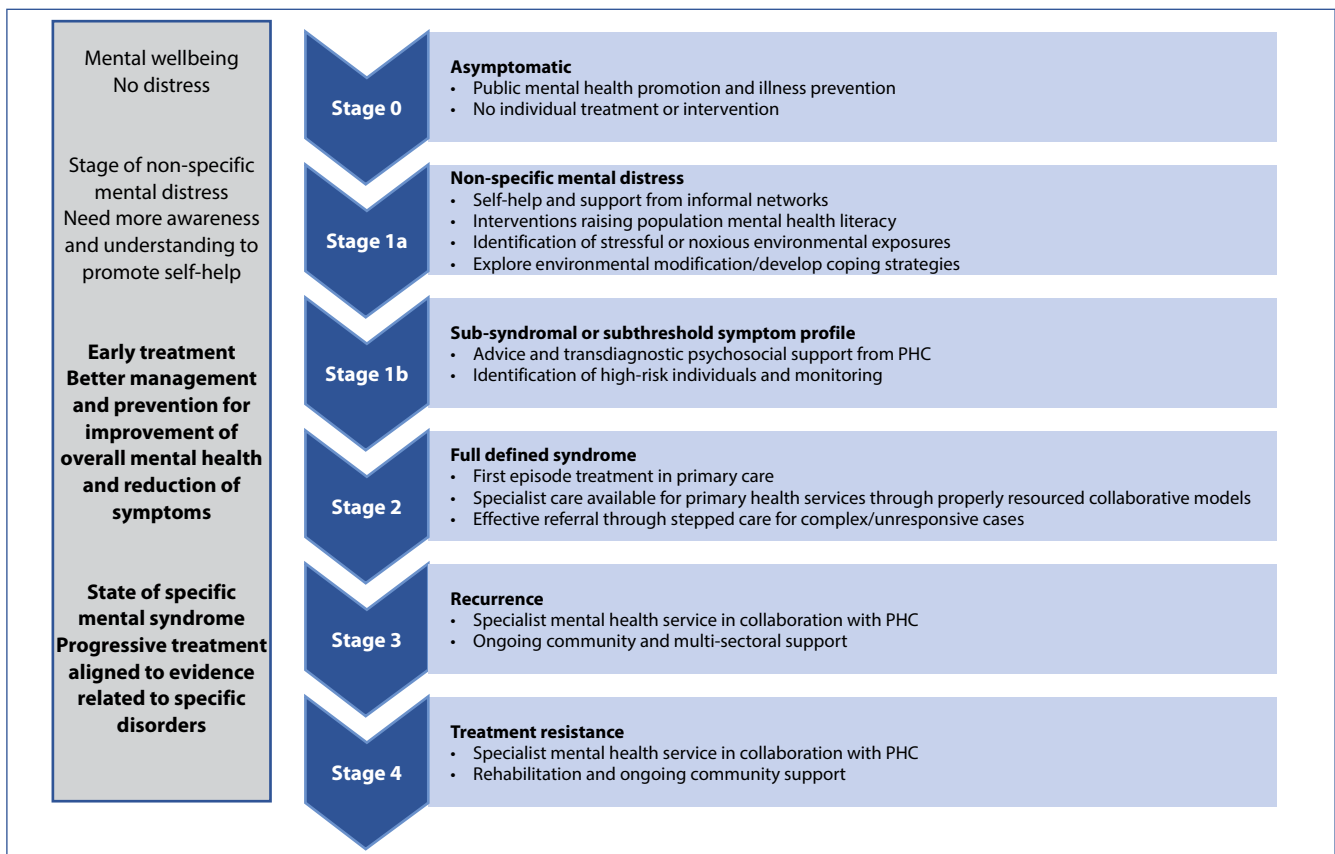 Mental wellbeing
No distress
Stage of non-specific
mental distress
Need more awareness
and understanding to
promote self-help
Early treatment
Better management
and prevention for
improvement of
overall mental health
and reduction of
symptoms
State of specific
mental syndrome
Progressive treatment
aligned to evidence
related to specific
disorders
Stage 0
Asymptomatic
• Public mental health promotion and illness prevention
• No individual treatment or intervention
Stage 1a
Non-specific mental distress
• Self-help and support from informal networks
• Interventions raising population mental health literacy
• Identification of stressful or noxious environmental exposures
• Explore environmental modification/develop coping strategies
Stage 1b
Sub-syndromal or subthreshold symptom profile
• Advice and transdiagnostic psychosocial support from PHC
• Identification of high-risk individuals and monitoring
Stage 2
Full defined syndrome
• First episode treatment in primary care
• Specialist care available for primary health services through properly resourced collaborative models
• Effective referral through stepped care for complex/unresponsive cases
Stage 3
Recurrence
• Specialist mental health service in collaboration with PHC
• Ongoing community and multi-sectoral support
Stage 4
Treatment resistance
• Specialist mental health service in collaboration with PHC
• Rehabilitation and ongoing community support